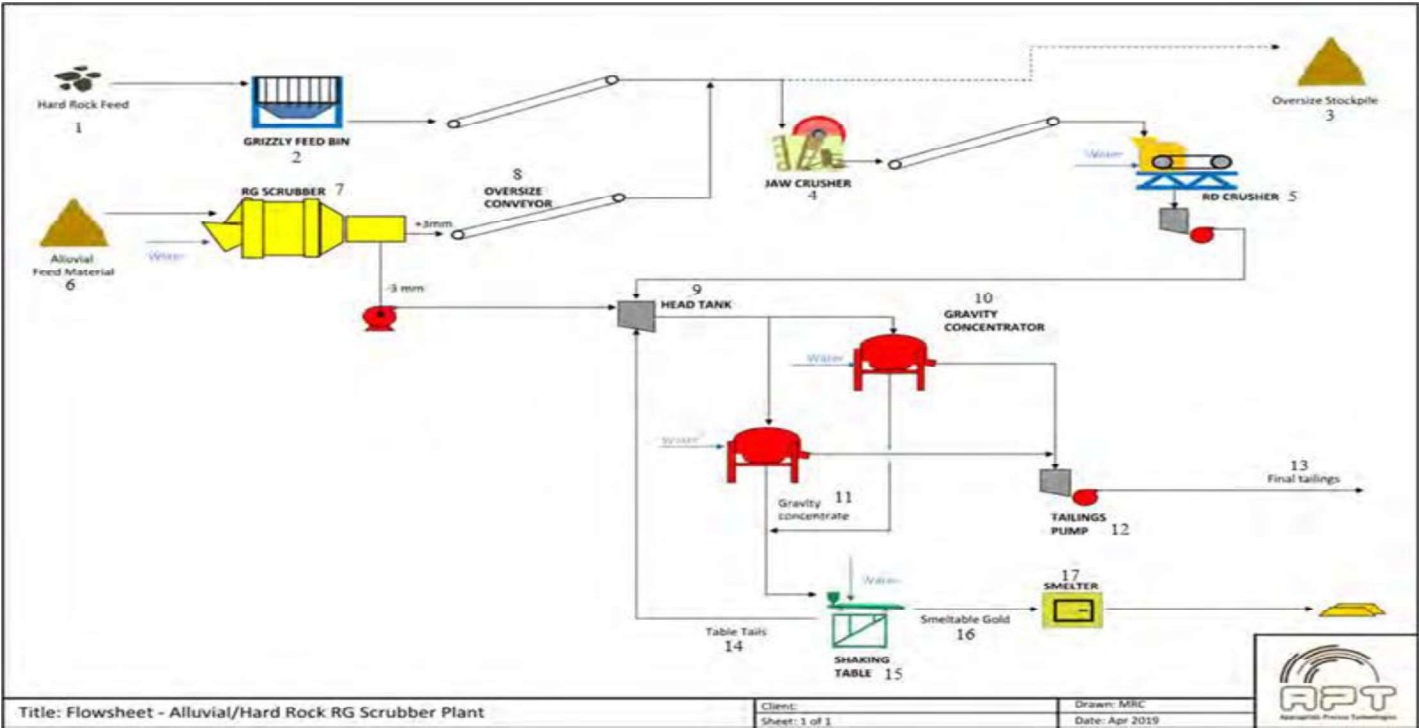 Hard Rock Feed
1
GRIZZLY FEED BIN
2
Oversize Stockpile
3
JAW CRUSHER
4
Water
RD CRUSHER 5
RG SCRUBBER 7
8
OVERSIZE
CONVEYOR
+3mm
Alluvial
Feed Material
6
Water
-3 mm
9
HEAD TANK
10
GRAVITY
CONCENTRATOR
Water
Water
Gravity 11
concentrate
13
Final tailings
TAILINGS
PUMP 12
Water
17
SMELTER
Table Tails
14
Smeltable Gold
16
SHAKING
TABLE 15
APT
Appropriate Process Technologies
Title: Flowsheet - Alluvial/Hard Rock RG Scrubber Plant
Client:
Sheet: 1 of 1
Drawn: MRC
Date: Apr 2019